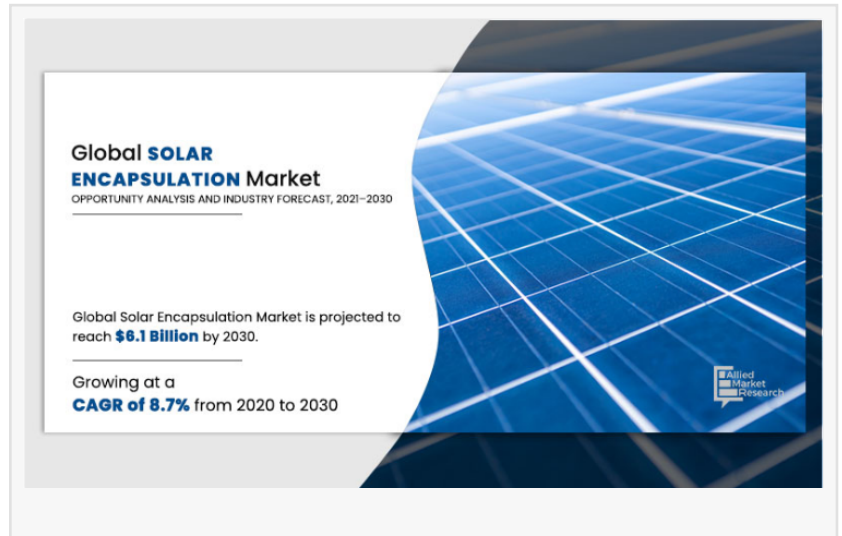 Global SOLAR
ENCAPSULATION Market
OPPORTUNITY ANALYSIS AND INDUSTRY FORECAST, 2021–2030
Global Solar Encapsulation Market is projected to
reach $6.1 Billion by 2030.
Growing at a
CAGR of 8.7% from 2020 to 2030
Allied
Market
Research